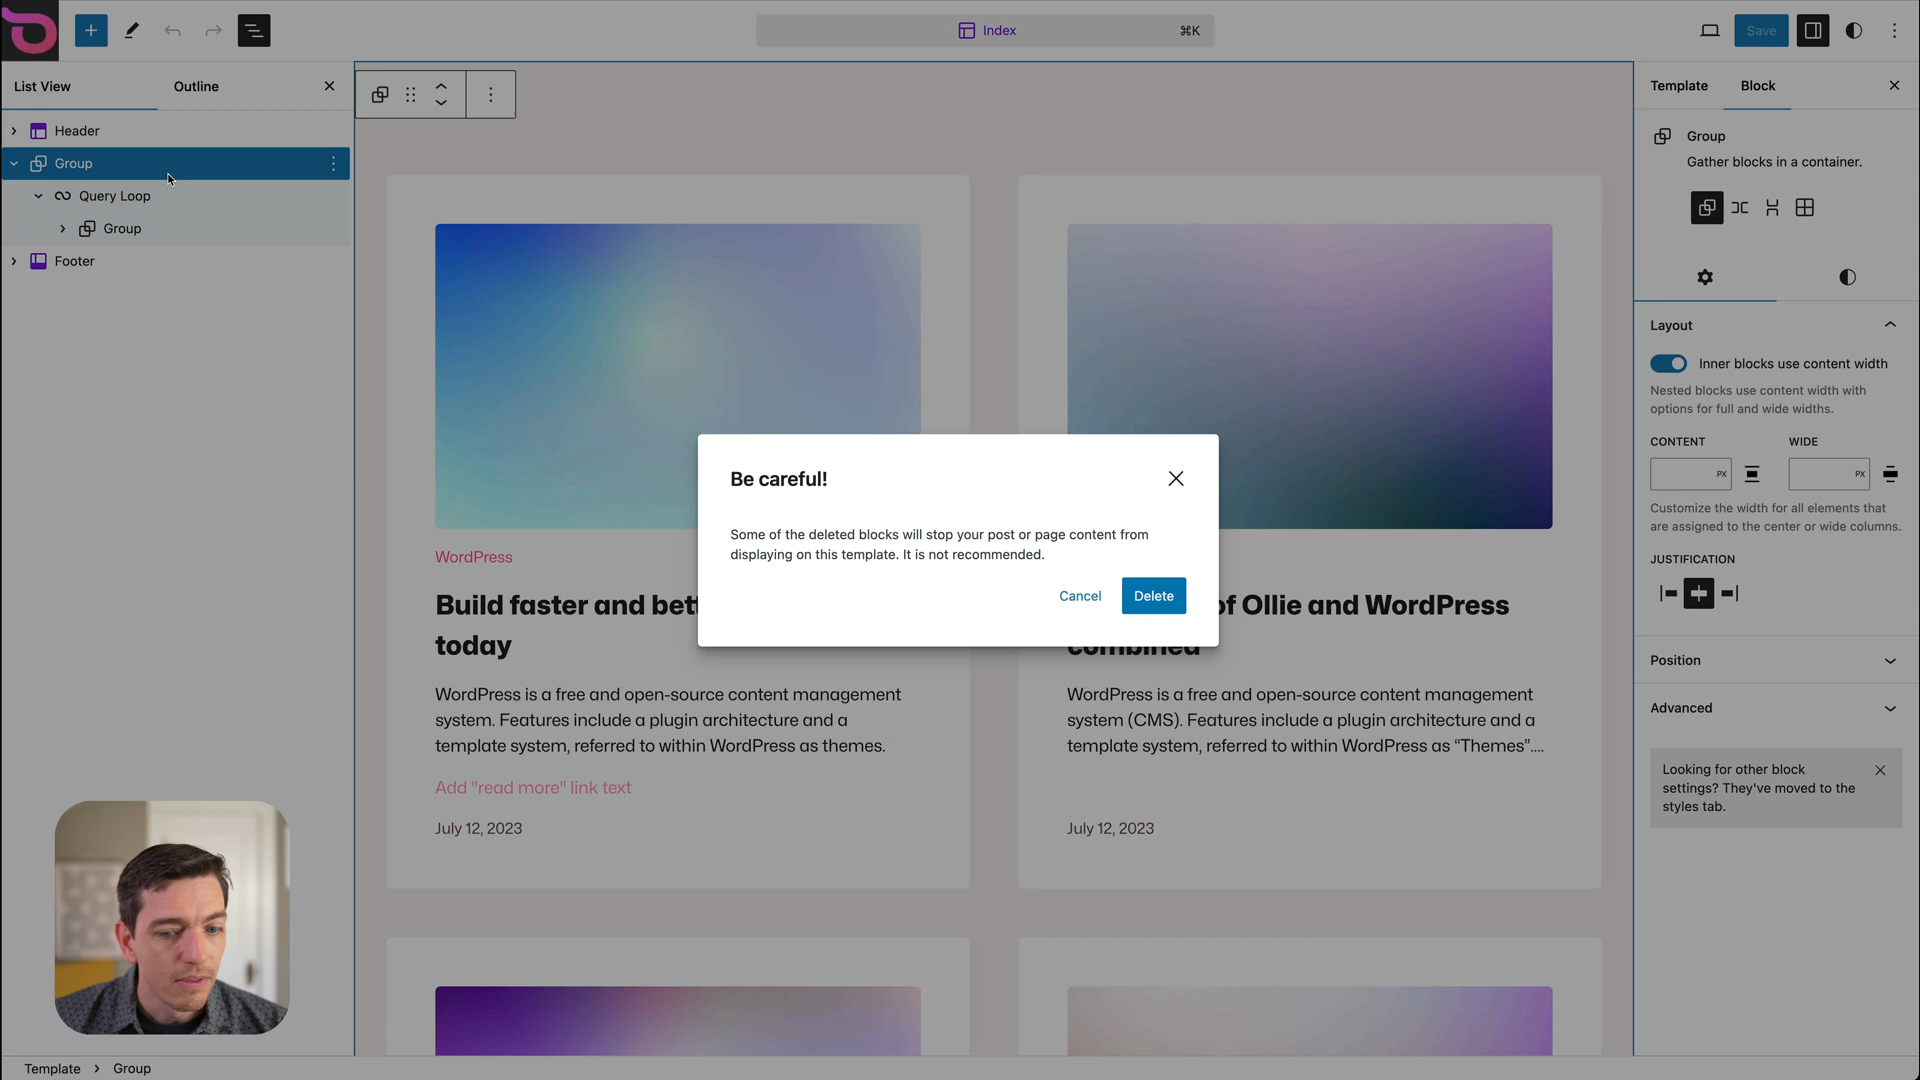 Index
⌘K
Save
List View
Outline
Header
Group
Query Loop
Group
Footer
WordPress
Build faster and bet
today
WordPress is a free and open-source content management
system. Features include a plugin architecture and a
template system, referred to within WordPress as themes.
Add "read more" link text
July 12, 2023
of Ollie and WordPress
combined
WordPress is a free and open-source content management
system (CMS). Features include a plugin architecture and a
template system, referred to within WordPress as “Themes”....
July 12, 2023
Be careful!
Some of the deleted blocks will stop your post or page content from
displaying on this template. It is not recommended.
Cancel
Delete
Template
Block
Group
Gather blocks in a container.
Layout
Inner blocks use content width
Nested blocks use content width with
options for full and wide widths.
CONTENT
WIDE
PX
PX
Customize the width for all elements that
are assigned to the center or wide columns.
JUSTIFICATION
Position
Advanced
Looking for other block
settings? They've moved to the
styles tab.
Template > Group